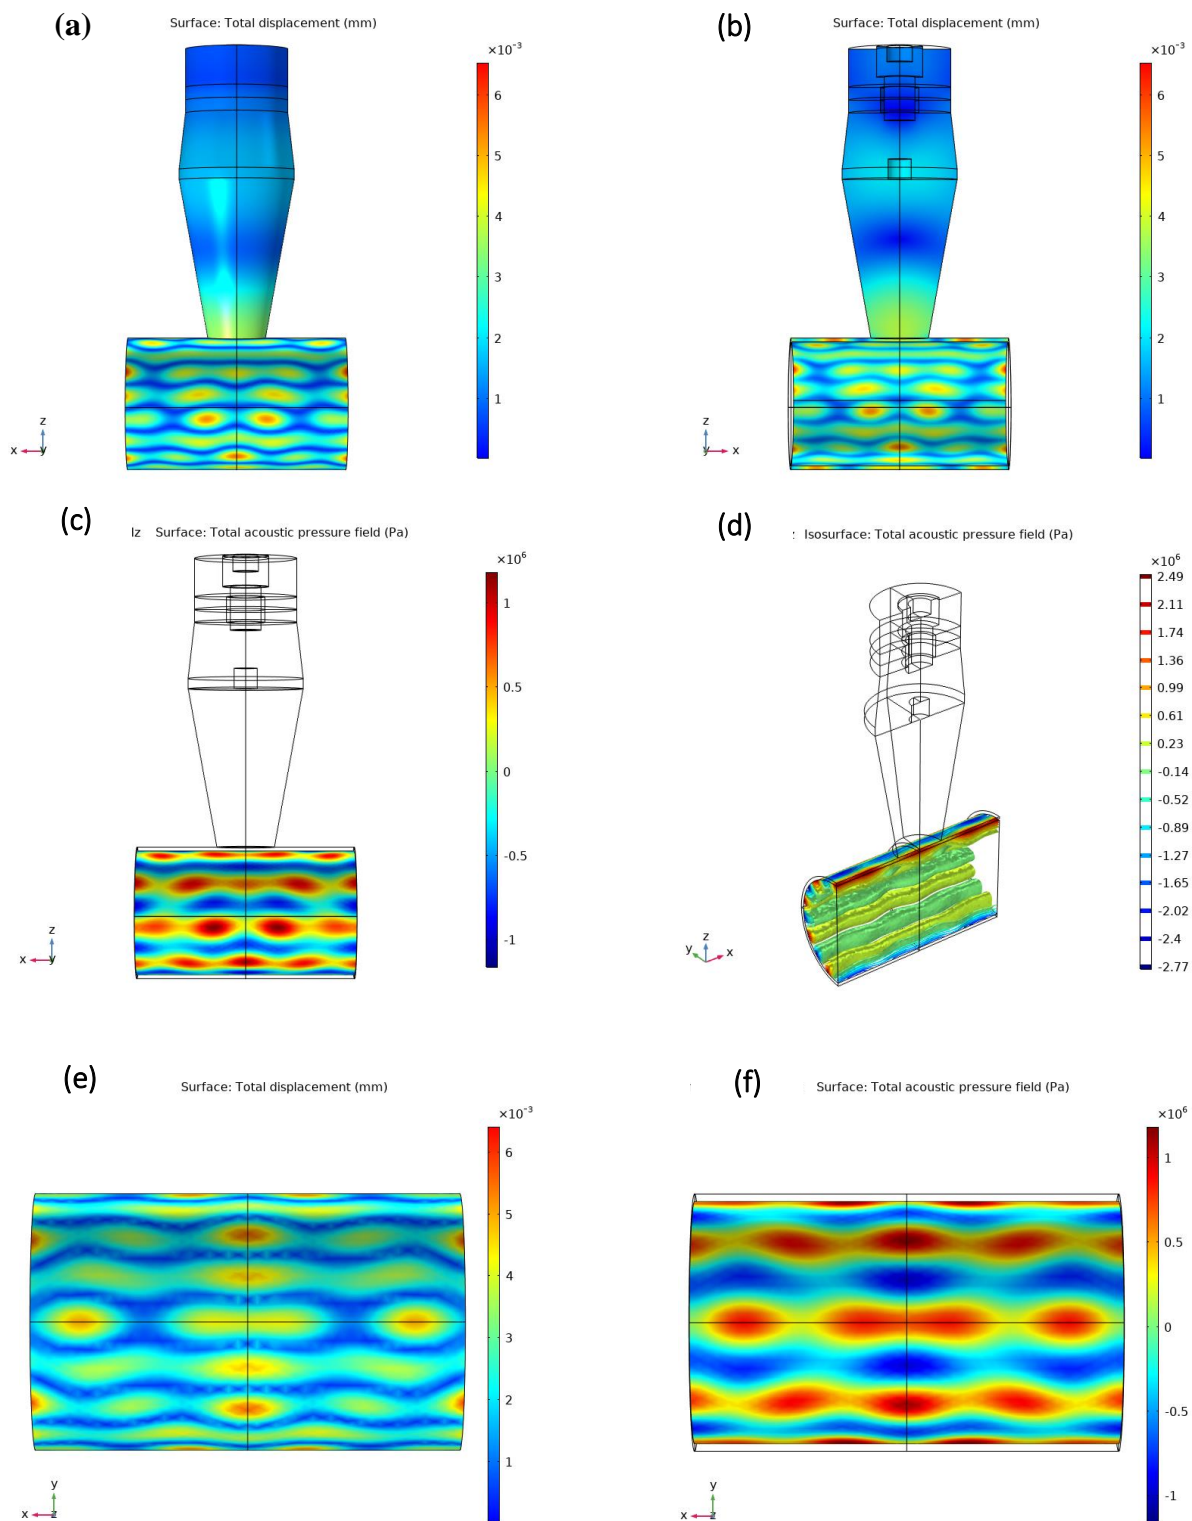 (a)
Surface: Total displacement (mm)
×10⁻³
6
5
4
3
2
1
z
x
y
(b)
Surface: Total displacement (mm)
×10⁻³
6
5
4
3
2
1
z
y
x
(c)
lz Surface: Total acoustic pressure field (Pa)
×10⁶
1
0.5
0
-0.5
-1
z
x
y
(d)
: Isosurface: Total acoustic pressure field (Pa)
×10⁶
2.49
2.11
1.74
1.36
0.99
0.61
0.23
-0.14
-0.52
-0.89
-1.27
-1.65
-2.02
-2.4
-2.77
z
y
x
(e)
Surface: Total displacement (mm)
×10⁻³
6
5
4
3
2
1
y
x
z
(f)
Surface: Total acoustic pressure field (Pa)
×10⁶
1
0.5
0
-0.5
-1
y
x
z